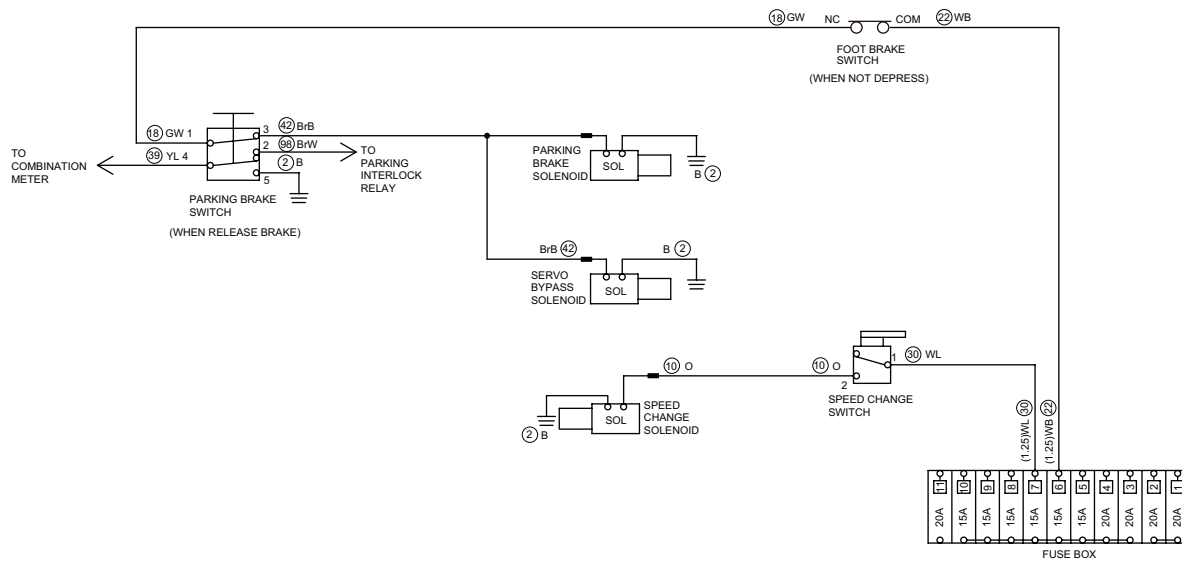 18 GW NC COM 22 WB
FOOT BRAKE
SWITCH
(WHEN NOT DEPRESS)
18 GW 1
3
42 BrB
2
98 BrW
2 B
5
39 YL 4
TO
COMBINATION
METER
TO
PARKING
INTERLOCK
RELAY
PARKING BRAKE
SWITCH
(WHEN RELEASE BRAKE)
PARKING
BRAKE
SOLENOID
SOL
B 2
BrB 42
B 2
SERVO
BYPASS
SOLENOID
SOL
10 O
10 O
2
1
30 WL
SPEED CHANGE
SWITCH
SOL
SPEED
CHANGE
SOLENOID
2 B
(1.25)WL 30
(1.25)WB 22
11 10 9 8 7 6 5 4 3 2 1
20A 15A 15A 15A 15A 15A 15A 20A 20A 20A 20A
FUSE BOX